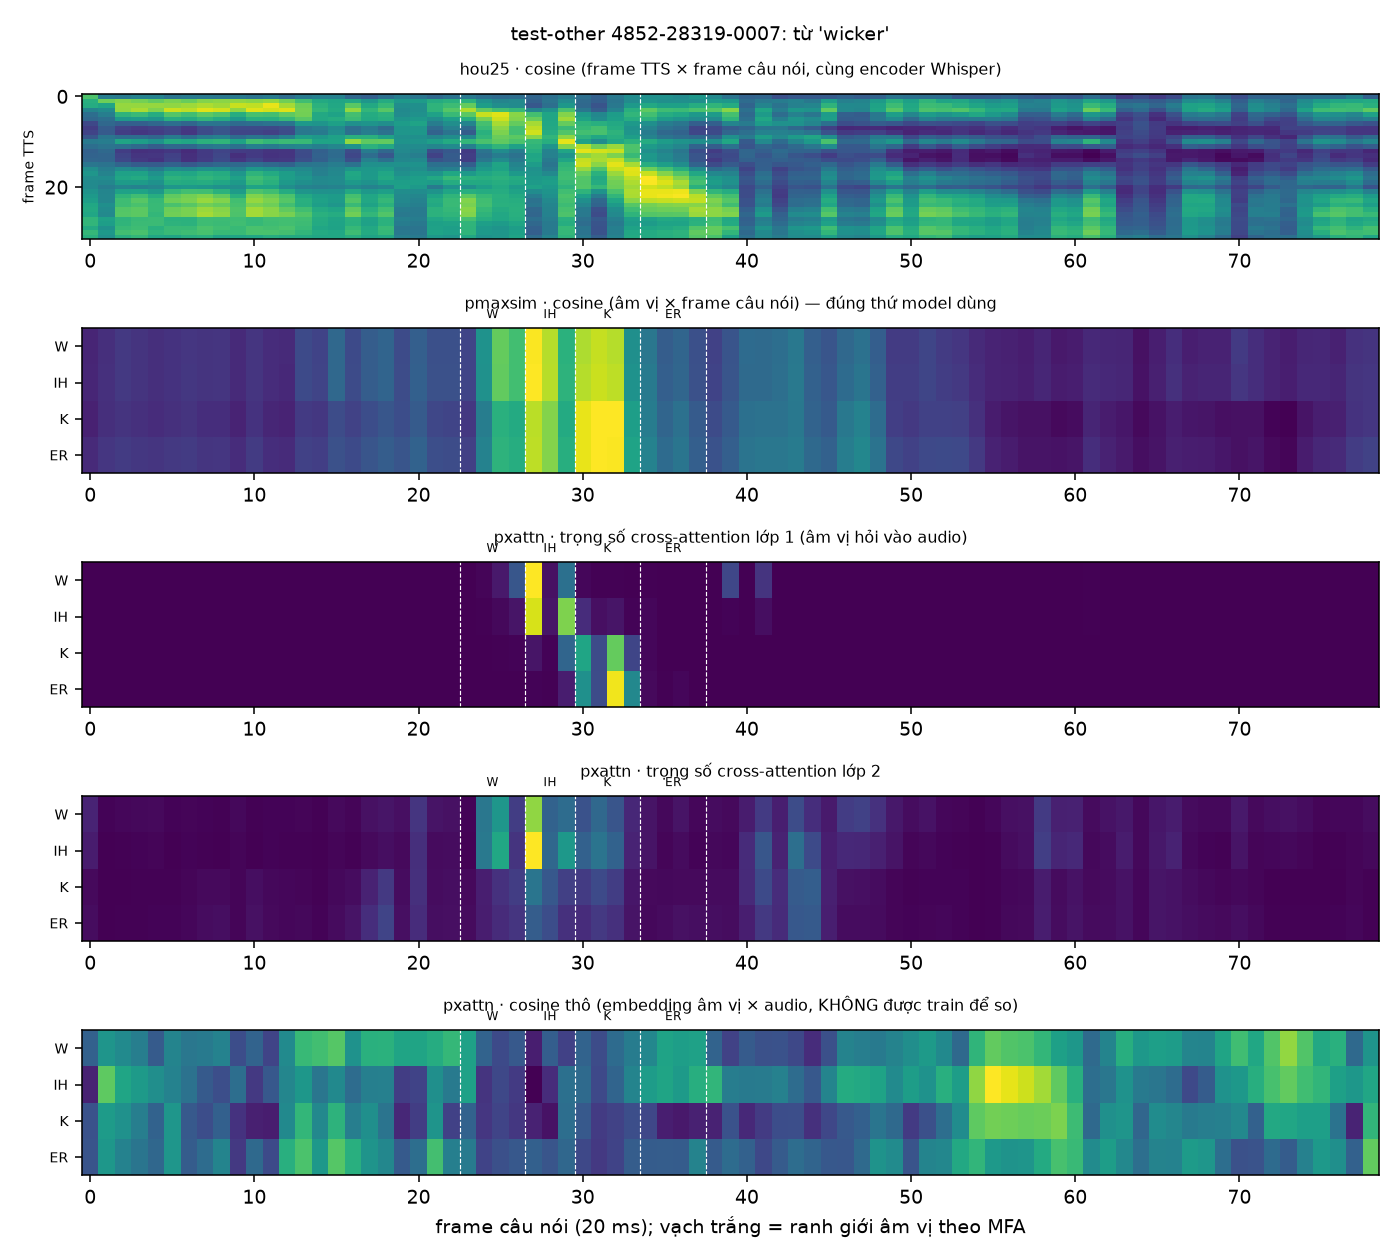 test-other 4852-28319-0007: từ 'wicker'
hou25 · cosine (frame TTS × frame câu nói, cùng encoder Whisper)
frame TTS
0
20
0 10 20 30 40 50 60 70
pmaxsim · cosine (âm vị × frame câu nói) — đúng thứ model dùng
W IH K ER
W
IH
K
ER
0 10 20 30 40 50 60 70
pxattn · trọng số cross-attention lớp 1 (âm vị hỏi vào audio)
W IH K ER
W
IH
K
ER
0 10 20 30 40 50 60 70
pxattn · trọng số cross-attention lớp 2
W IH K ER
W
IH
K
ER
0 10 20 30 40 50 60 70
pxattn · cosine thô (embedding âm vị × audio, KHÔNG được train để so)
W IH K ER
W
IH
K
ER
0 10 20 30 40 50 60 70
frame câu nói (20 ms); vạch trắng = ranh giới âm vị theo MFA